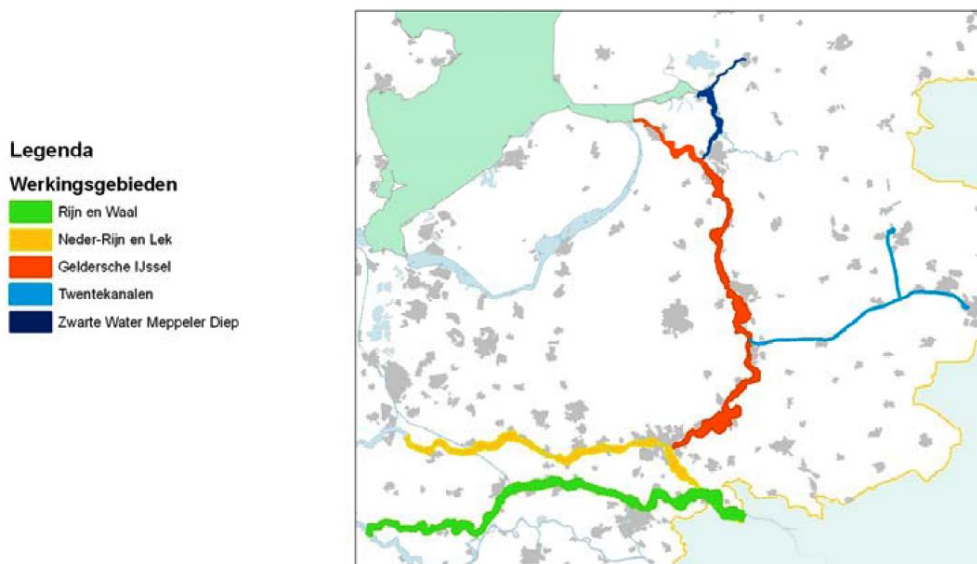 Legenda
Werkingsgebieden
Rijn en Waal
Neder-Rijn en Lek
Geldersche IJssel
Twentekanalen
Zwarte Water Meppeler Diep